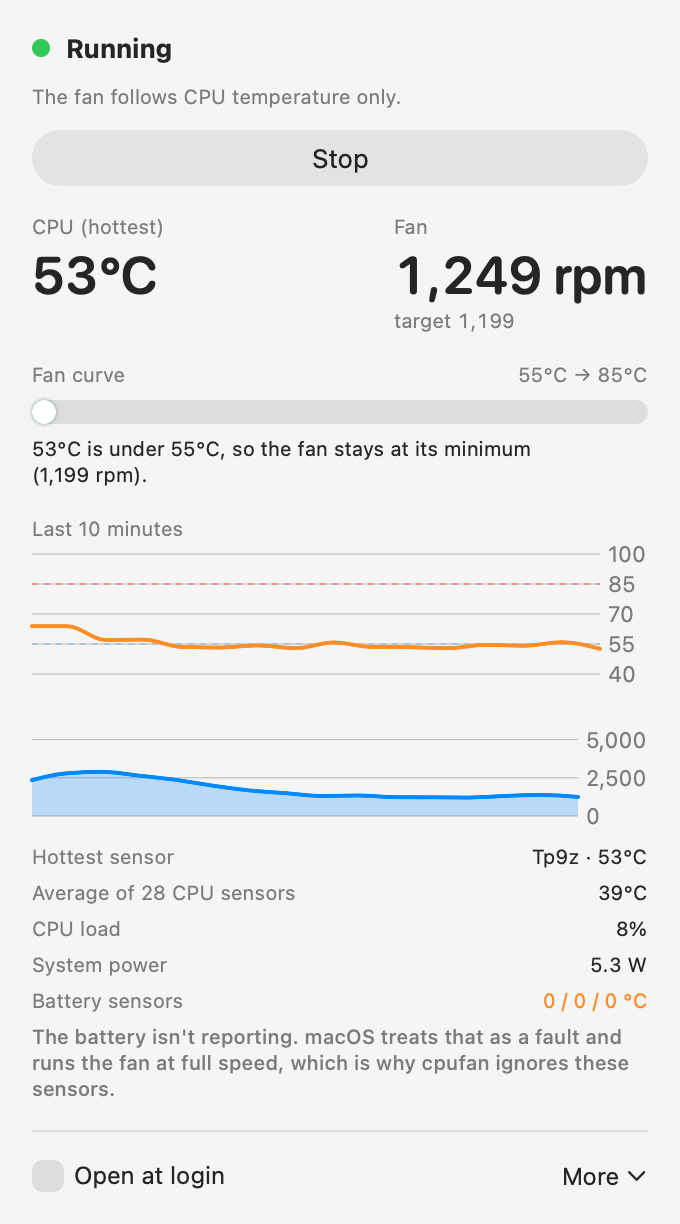 Running
The fan follows CPU temperature only.
Stop
CPU (hottest)
Fan
53°C
1,249 rpm
target 1,199
Fan curve
55°C → 85°C
53°C is under 55°C, so the fan stays at its minimum
(1,199 rpm).
Last 10 minutes
100
85
70
55
40
5,000
2,500
0
Hottest sensor
Tp9z · 53°C
Average of 28 CPU sensors
39°C
CPU load
8%
System power
5.3 W
Battery sensors
0 / 0 / 0 °C
The battery isn't reporting. macOS treats that as a fault and
runs the fan at full speed, which is why cpufan ignores these
sensors.
Open at login
More